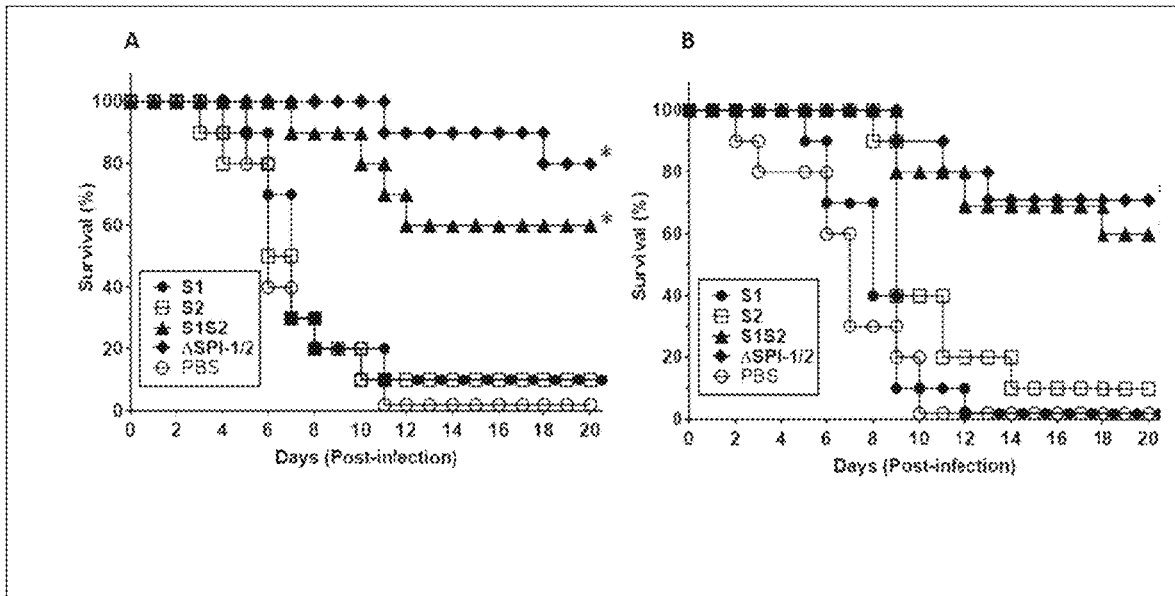 A
Survival (%)
100
80
60
40
20
0
S1
S2
S1S2
ΔSPI-1/2
PBS
*
*
0 2 4 6 8 10 12 14 16 18 20
Days (Post-infection)
B
Survival (%)
100
80
60
40
20
0
S1
S2
S1S2
ΔSPI-1/2
PBS
0 2 4 6 8 10 12 14 16 18 20
Days (Post-infection)